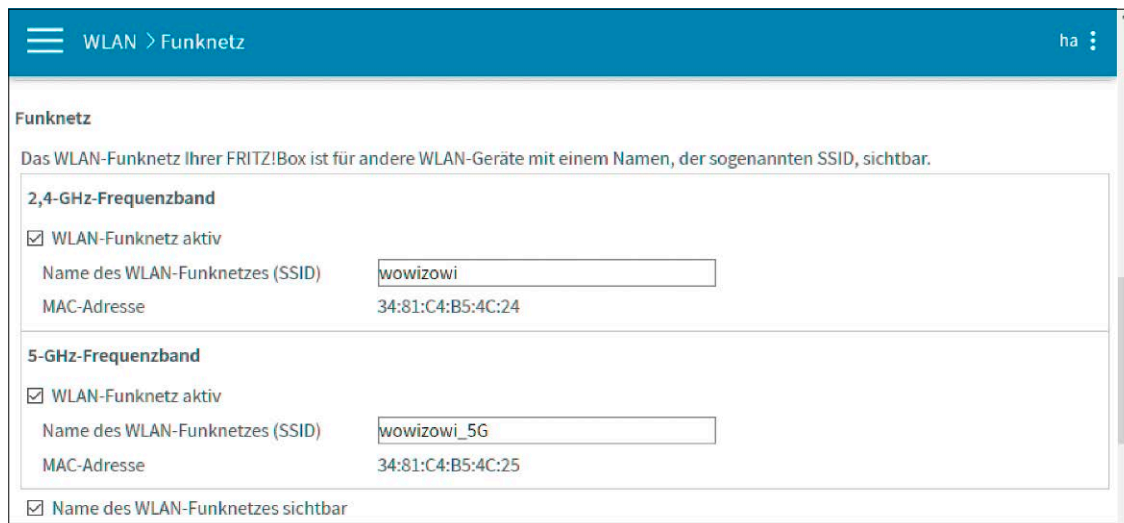 WLAN > Funknetz ha
Funknetz
Das WLAN-Funknetz Ihrer FRITZ!Box ist für andere WLAN-Geräte mit einem Namen, der sogenannten SSID, sichtbar.
2,4-GHz-Frequenzband
WLAN-Funknetz aktiv
Name des WLAN-Funknetzes (SSID) wowizowi
MAC-Adresse 34:81:C4:B5:4C:24
5-GHz-Frequenzband
WLAN-Funknetz aktiv
Name des WLAN-Funknetzes (SSID) wowizowi_5G
MAC-Adresse 34:81:C4:B5:4C:25
Name des WLAN-Funknetzes sichtbar